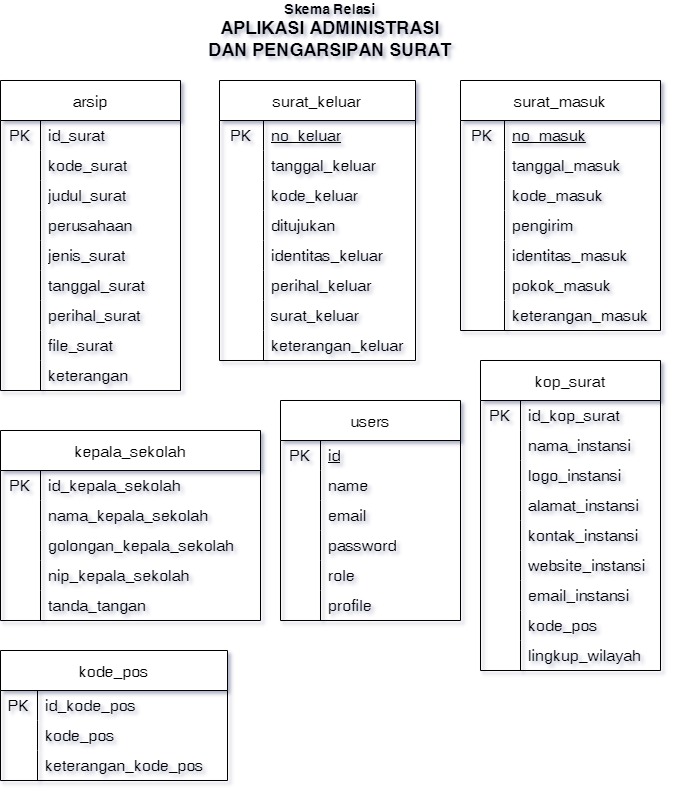 Skema Relasi
APLIKASI ADMINISTRASI
DAN PENGARSIPAN SURAT
arsip
PK id_surat
kode_surat
judul_surat
perusahaan
jenis_surat
tanggal_surat
perihal_surat
file_surat
keterangan
surat_keluar
PK no_keluar
tanggal_keluar
kode_keluar
ditujukan
identitas_keluar
perihal_keluar
surat_keluar
keterangan_keluar
surat_masuk
PK no_masuk
tanggal_masuk
kode_masuk
pengirim
identitas_masuk
pokok_masuk
keterangan_masuk
kepala_sekolah
PK id_kepala_sekolah
nama_kepala_sekolah
golongan_kepala_sekolah
nip_kepala_sekolah
tanda_tangan
users
PK id
name
email
password
role
profile
kop_surat
PK id_kop_surat
nama_instansi
logo_instansi
alamat_instansi
kontak_instansi
website_instansi
email_instansi
kode_pos
lingkup_wilayah
kode_pos
PK id_kode_pos
kode_pos
keterangan_kode_pos